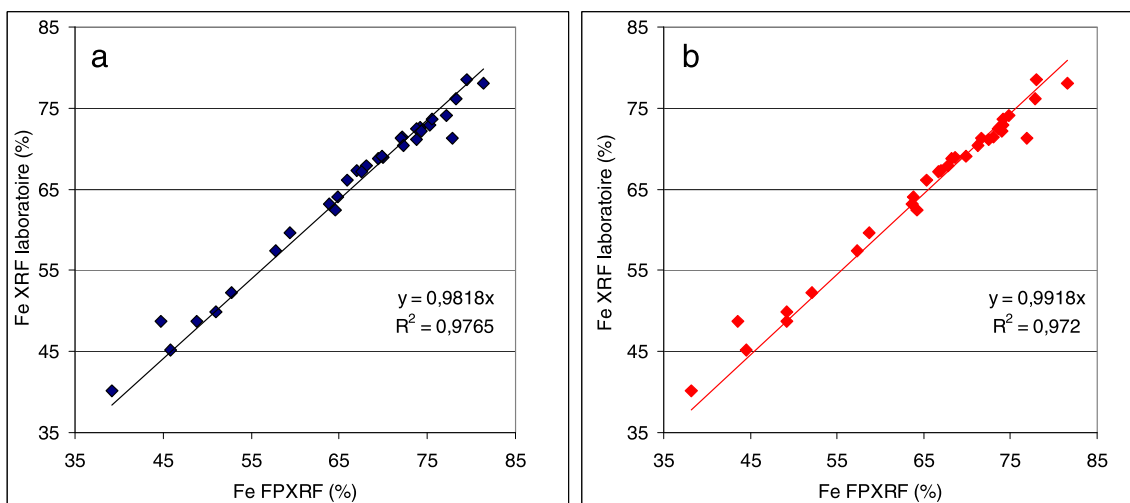 a
85
75
65
55
45
35
Fe XRF laboratoire (%)
y = 0,9818x
R² = 0,9765
35 45 55 65 75 85
Fe FPXRF (%)
b
85
75
65
55
45
35
Fe XRF laboratoire (%)
y = 0,9918x
R² = 0,972
35 45 55 65 75 85
Fe FPXRF (%)